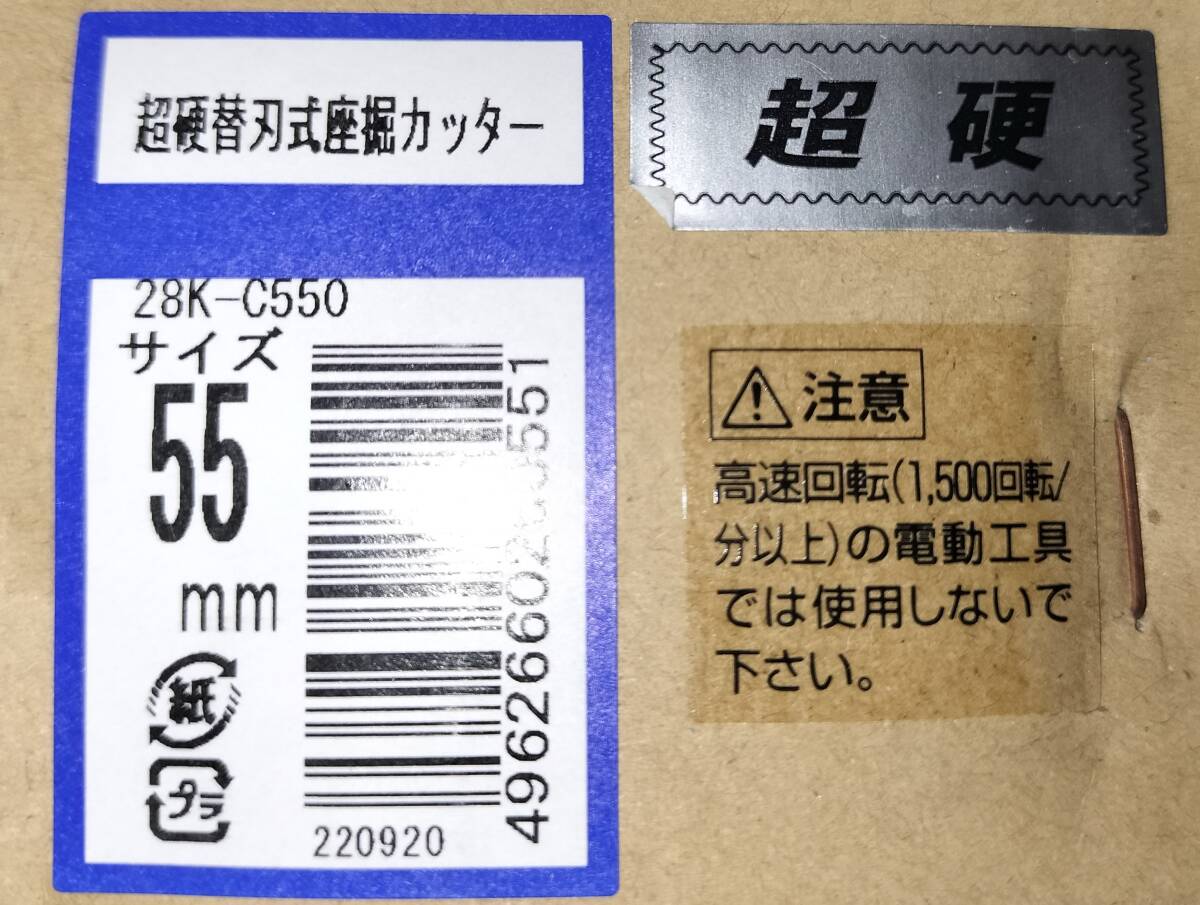 超硬替刃式座掘カッター
28K-C550
サイズ
55
mm
紙
プラ
220920
超硬
注意
高速回転(1,500回転/
分以上)の電動工具
では使用しないで
下さい。